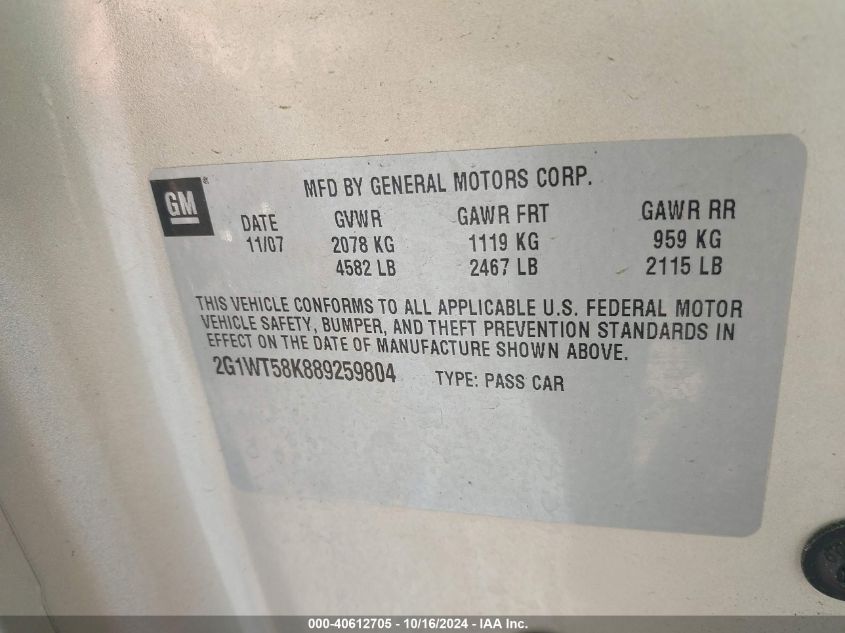 MFD BY GENERAL MOTORS CORP.
GM®
DATE GVWR GAWR FRT GAWR RR
11/07 2078 KG 1119 KG 959 KG
4582 LB 2467 LB 2115 LB
THIS VEHICLE CONFORMS TO ALL APPLICABLE U.S. FEDERAL MOTOR
VEHICLE SAFETY, BUMPER, AND THEFT PREVENTION STANDARDS IN
EFFECT ON THE DATE OF MANUFACTURE SHOWN ABOVE.
2G1WT58K889259804 TYPE: PASS CAR
000-40612705 - 10/16/2024 - IAA Inc.